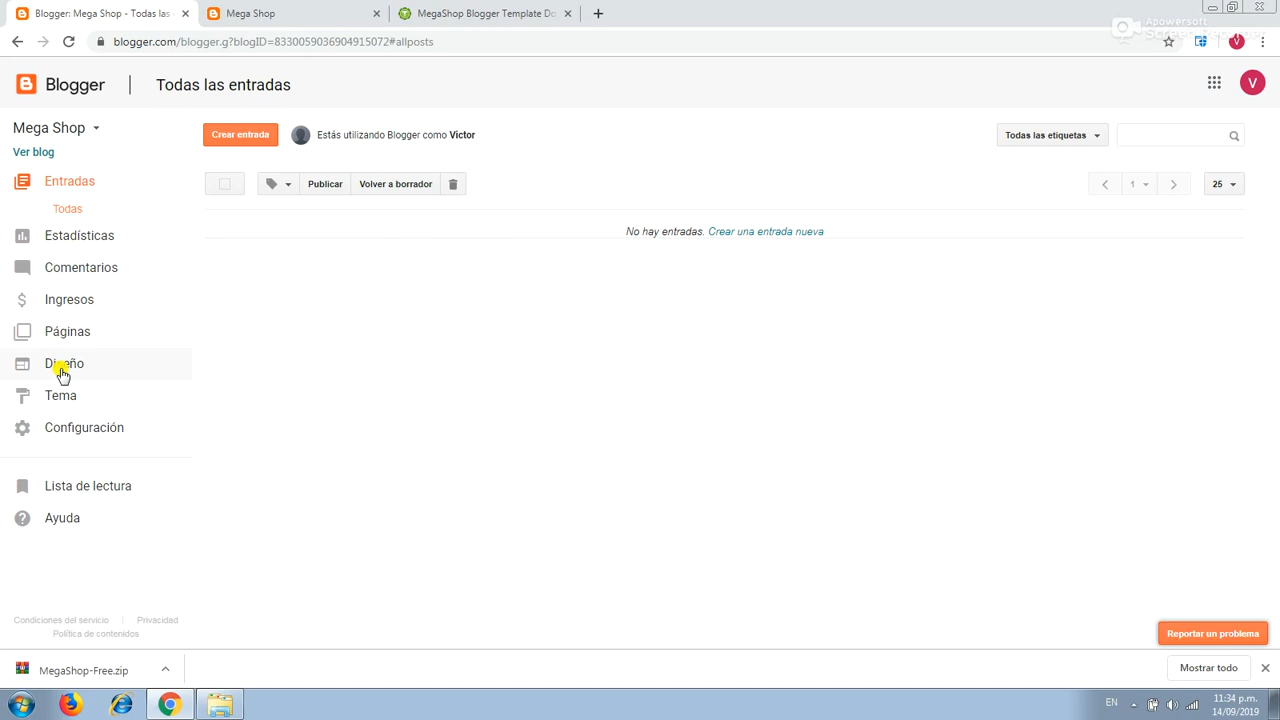 Blogger: Mega Shop - Todas las
Mega Shop
MegaShop Blogger Template Do
Apowersoft
Screen Recorder
blogger.com/blogger.g?blogID=8330059036904915072#allposts
V
Blogger
Todas las entradas
V
Mega Shop
Crear entrada
Estás utilizando Blogger como Victor
Todas las etiquetas
Ver blog
Entradas
Publicar
Volver a borrador
1
25
Todas
No hay entradas. Crear una entrada nueva
Estadísticas
Comentarios
Ingresos
Páginas
Diseño
Tema
Configuración
Lista de lectura
Ayuda
Condiciones del servicio
Privacidad
Política de contenidos
Reportar un problema
MegaShop-Free.zip
Mostrar todo
EN
11:34 p.m.
14/09/2019